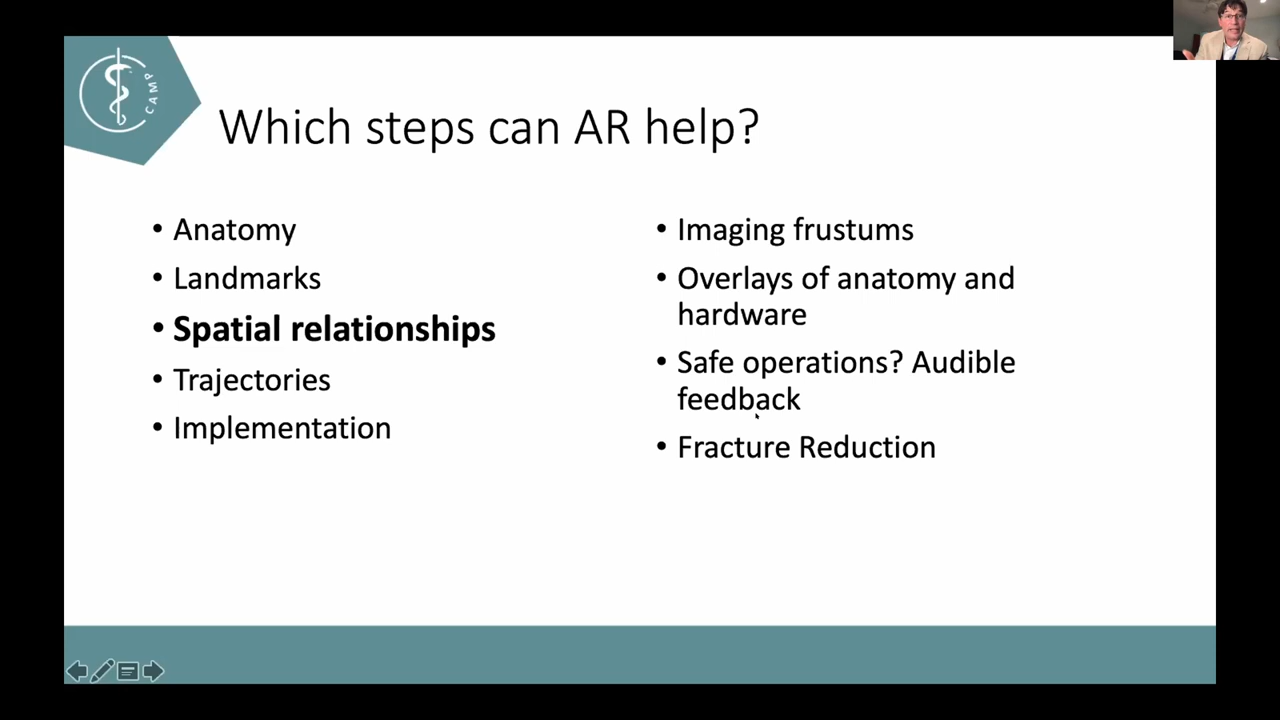 CAMP
Which steps can AR help?
• Anatomy
• Landmarks
• Spatial relationships
• Trajectories
• Implementation
• Imaging frustums
• Overlays of anatomy and
hardware
• Safe operations? Audible
feedback
• Fracture Reduction